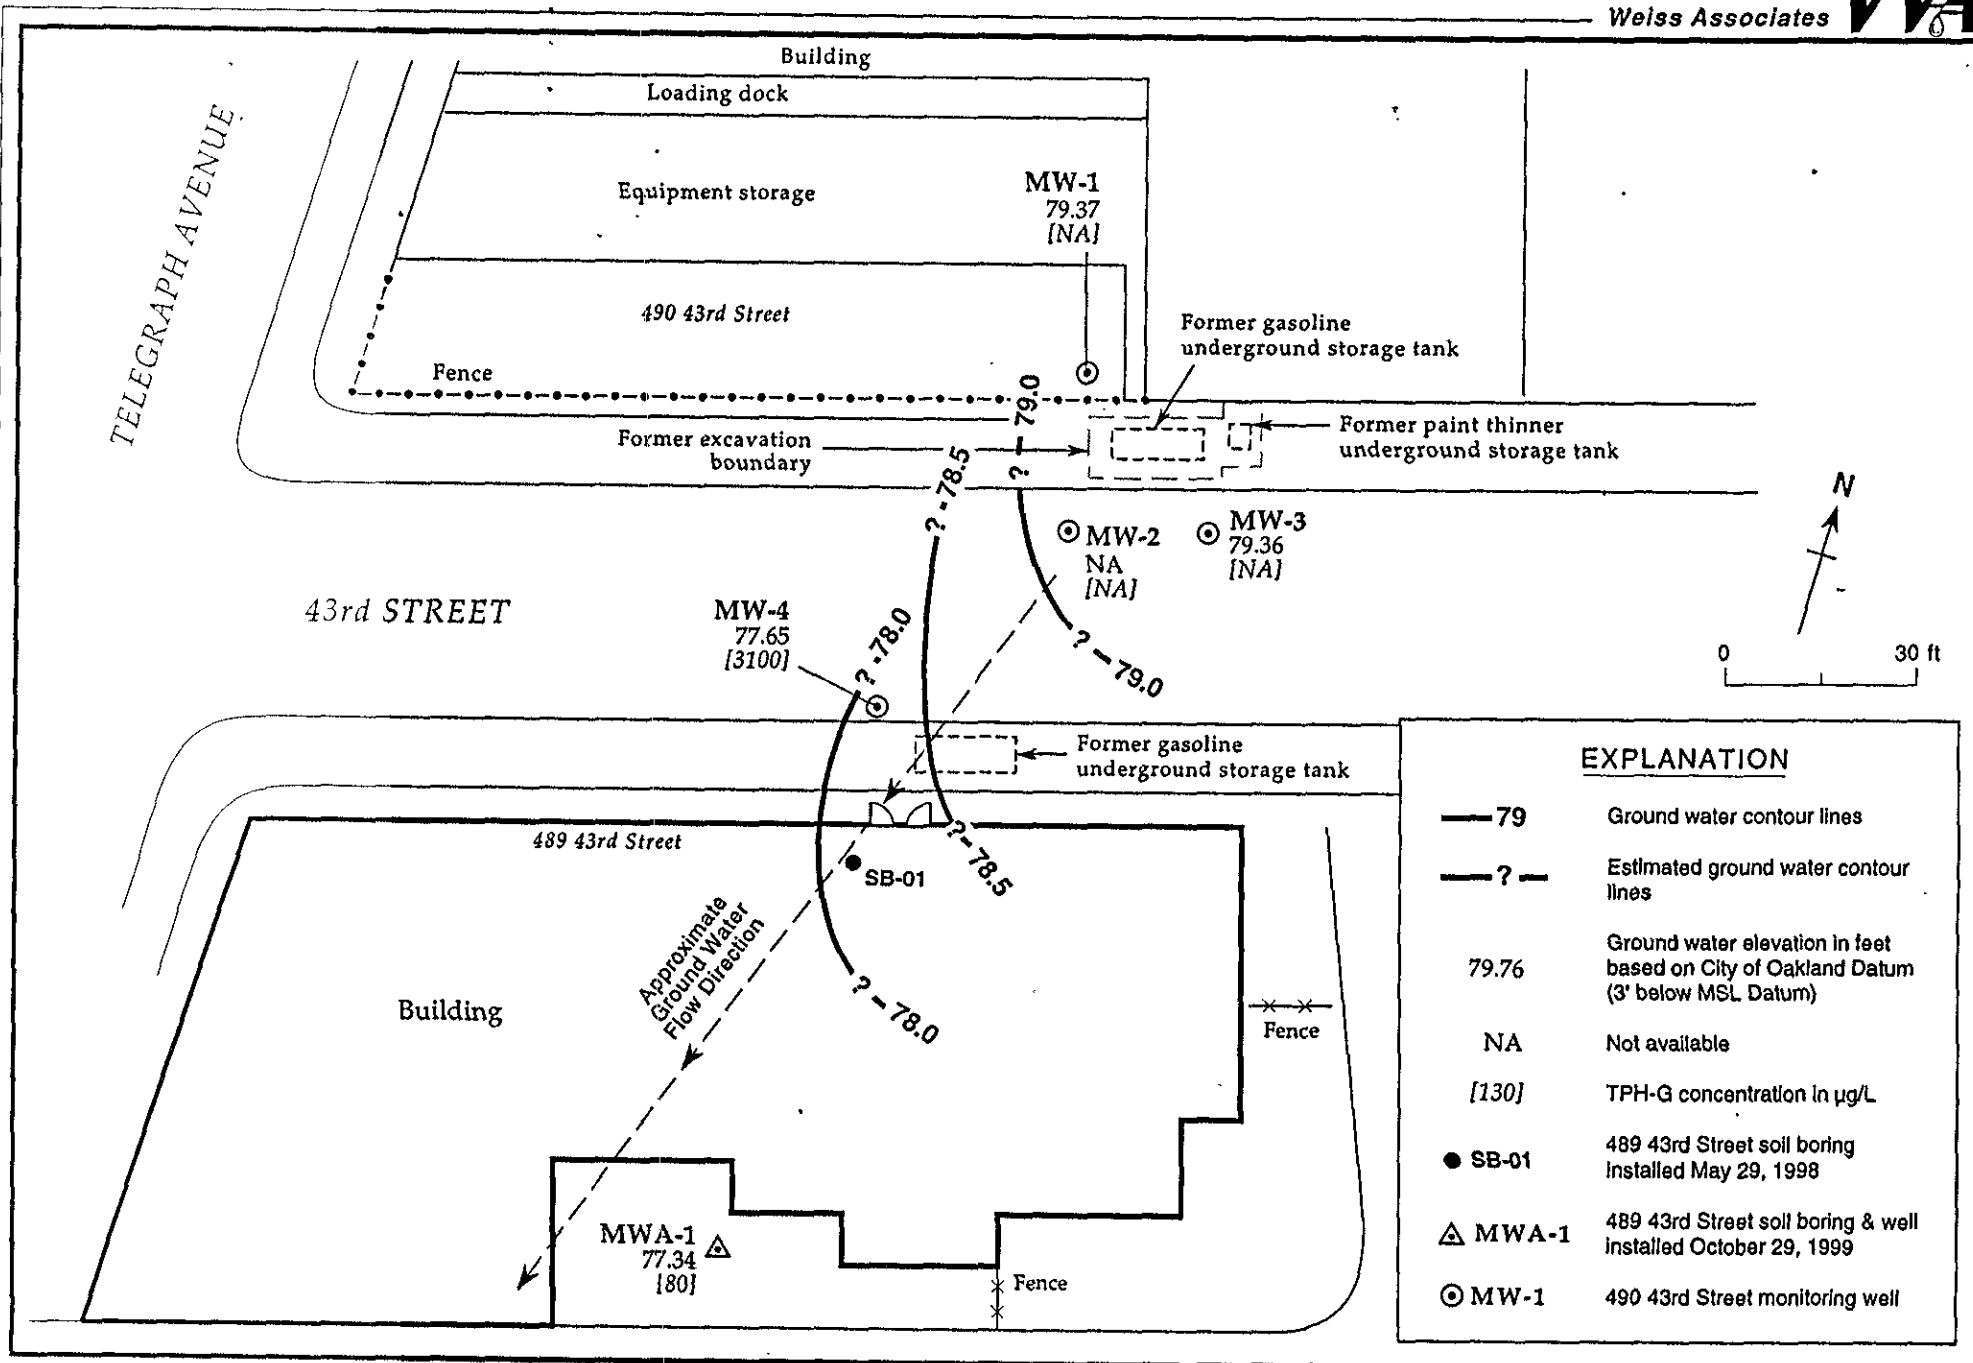 Weiss Associates
Building
Loading dock
Equipment storage
MW-1
79.37
[NA]
490 43rd Street
Former gasoline
underground storage tank
Fence
TELEGRAPH AVENUE
? - 79.0
Former excavation
boundary
Former paint thinner
underground storage tank
? - 78.5
MW-2
NA
[NA]
MW-3
79.36
[NA]
N
43rd STREET
MW-4
77.65
[3100]
? - 78.0
? - 79.0
0 30 ft
Former gasoline
underground storage tank
489 43rd Street
? - 78.5
SB-01
Approximate
Ground Water
Flow Direction
? - 78.0
Building
Fence
MWA-1
77.34
[80]
Fence
EXPLANATION
79 Ground water contour lines
? Estimated ground water contour
lines
79.76 Ground water elevation in feet
based on City of Oakland Datum
(3' below MSL Datum)
NA Not available
[130] TPH-G concentration in µg/L
SB-01 489 43rd Street soil boring
installed May 29, 1998
MWA-1 489 43rd Street soil boring & well
installed October 29, 1999
MW-1 490 43rd Street monitoring well